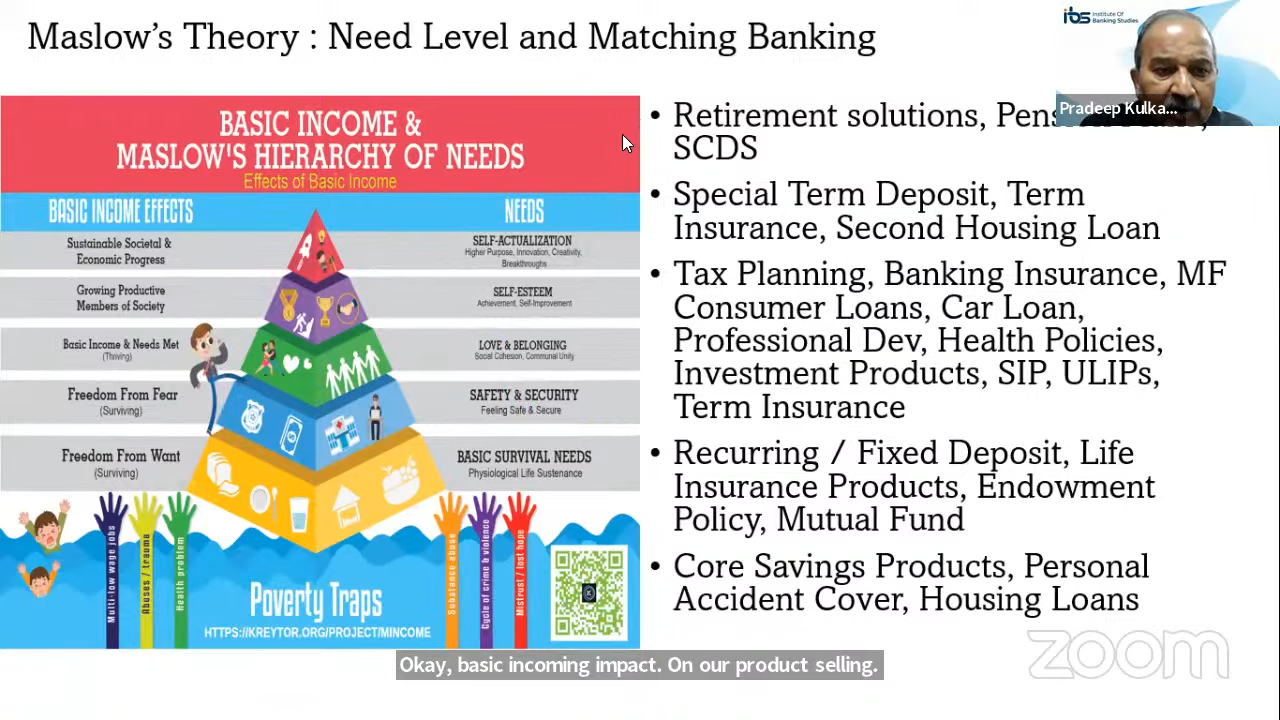 Maslow’s Theory : Need Level and Matching Banking
ibs Institute Of
Banking Studies
Pradeep Kulka...
BASIC INCOME &
MASLOW'S HIERARCHY OF NEEDS
Effects of Basic Income
BASIC INCOME EFFECTS
NEEDS
Sustainable Societal &
Economic Progress
SELF-ACTUALIZATION
Higher Purpose, Innovation, Creativity,
Breakthroughs
Growing Productive
Members of Society
SELF-ESTEEM
Achievement, Self-Improvement
Basic Income & Needs Met
(Thriving)
LOVE & BELONGING
Social Cohesion, Communal Unity
Freedom From Fear
(Surviving)
SAFETY & SECURITY
Feeling Safe & Secure
Freedom From Want
(Surviving)
BASIC SURVIVAL NEEDS
Physiological Life Sustenance
Multi-low wage jobs
Abuses / trauma
Health problem
Substance abuse
Cycle of crime & violence
Mistrust / lost hope
Poverty Traps
HTTPS://KREYTOR.ORG/PROJECT/MINCOME
• Retirement solutions,
SCDS
• Special Term Deposit, Term
Insurance, Second Housing Loan
• Tax Planning, Banking Insurance, MF
Consumer Loans, Car Loan,
Professional Dev, Health Policies,
Investment Products, SIP, ULIPs,
Term Insurance
• Recurring / Fixed Deposit, Life
Insurance Products, Endowment
Policy, Mutual Fund
• Core Savings Products, Personal
Accident Cover, Housing Loans
zoom
Okay, basic incoming impact. On our product selling.